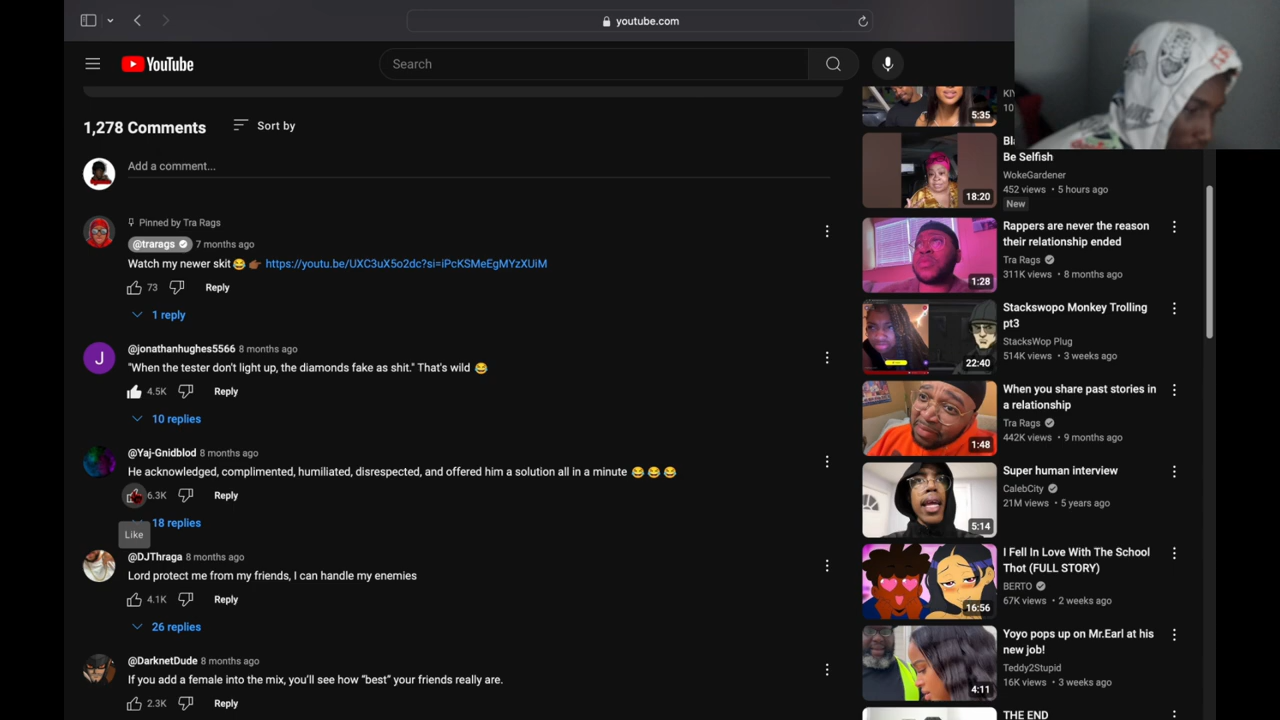 youtube.com
YouTube
Search
1,278 Comments
Sort by
Add a comment...
Pinned by Tra Rags
@trarags 7 months ago
Watch my newer skit😂 👉🏾 https://youtu.be/UXC3uX5o2dc?si=iPcKSMeEgMYzXUiM
73 Reply
1 reply
J
@jonathanhughes5566 8 months ago
"When the tester don't light up, the diamonds fake as shit." That's wild 😂
4.5K Reply
10 replies
@Yaj-Gnidblod 8 months ago
He acknowledged, complimented, humiliated, disrespected, and offered him a solution all in a minute 😂 😂 😂
6.3K Reply
18 replies
Like
@DJThraga 8 months ago
Lord protect me from my friends, I can handle my enemies
4.1K Reply
26 replies
@DarknetDude 8 months ago
If you add a female into the mix, you'll see how "best" your friends really are.
2.3K Reply
5:35
Be Selfish
WokeGardener
452 views • 5 hours ago
New
18:20
Rappers are never the reason
their relationship ended
Tra Rags
311K views • 8 months ago
1:28
Stackswopo Monkey Trolling
pt3
StacksWop Plug
514K views • 3 weeks ago
22:40
When you share past stories in
a relationship
Tra Rags
442K views • 9 months ago
1:48
Super human interview
CalebCity
21M views • 5 years ago
5:14
I Fell In Love With The School
Thot (FULL STORY)
BERTO
67K views • 2 weeks ago
16:56
Yoyo pops up on Mr.Earl at his
new job!
Teddy2Stupid
16K views • 3 weeks ago
4:11
THE END